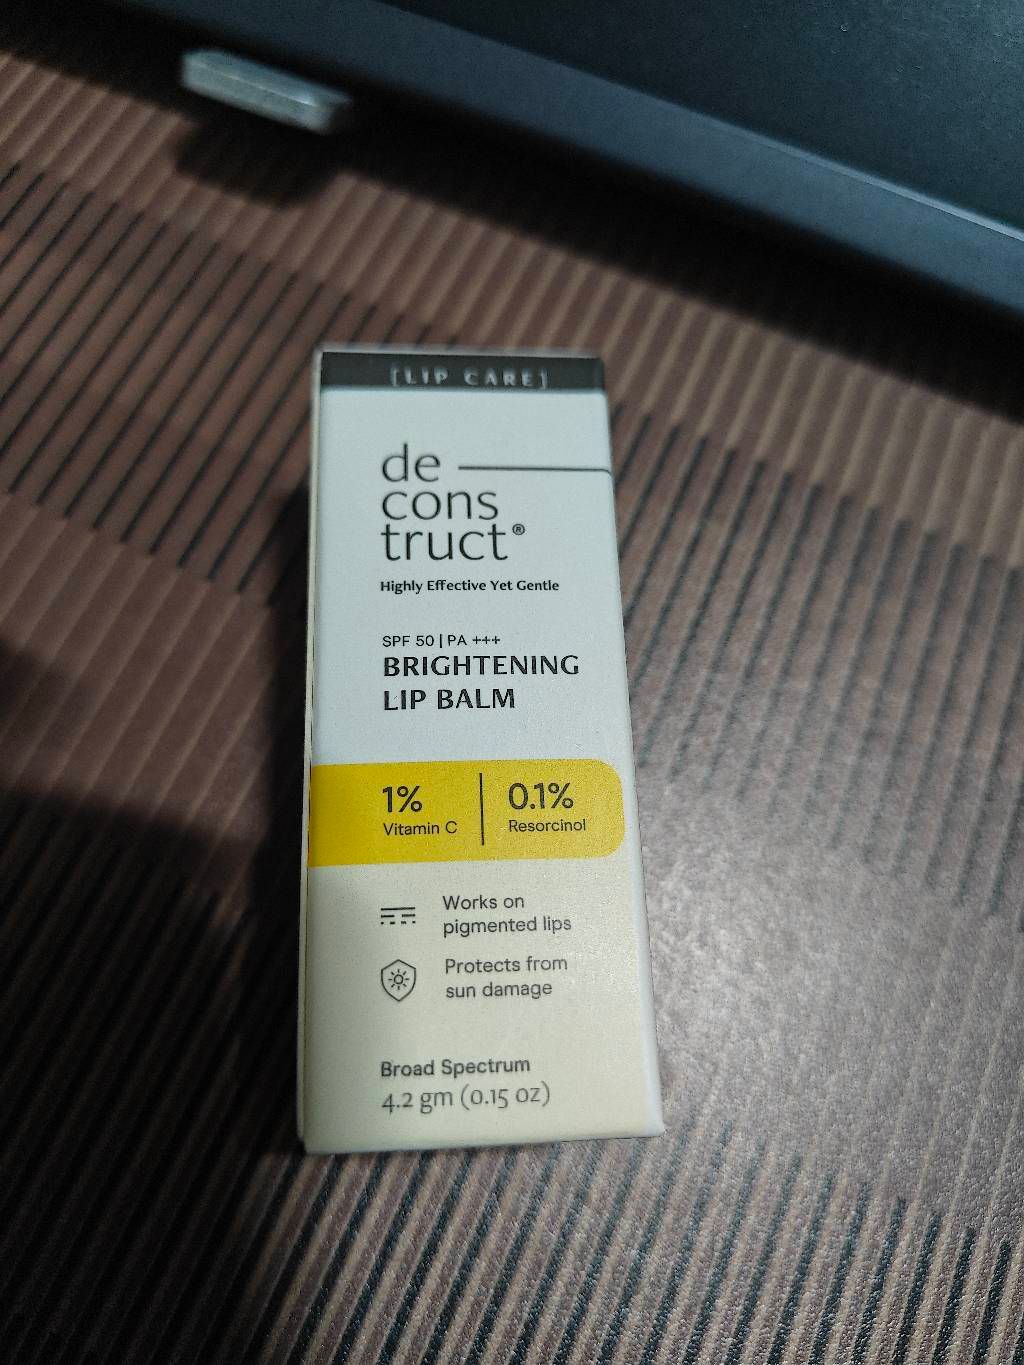 [LIP CARE]
de
cons
truct®
Highly Effective Yet Gentle
SPF 50 | PA +++
BRIGHTENING
LIP BALM
1%
Vitamin C
0.1%
Resorcinol
Works on
pigmented lips
Protects from
sun damage
Broad Spectrum
4.2 gm (0.15 oz)